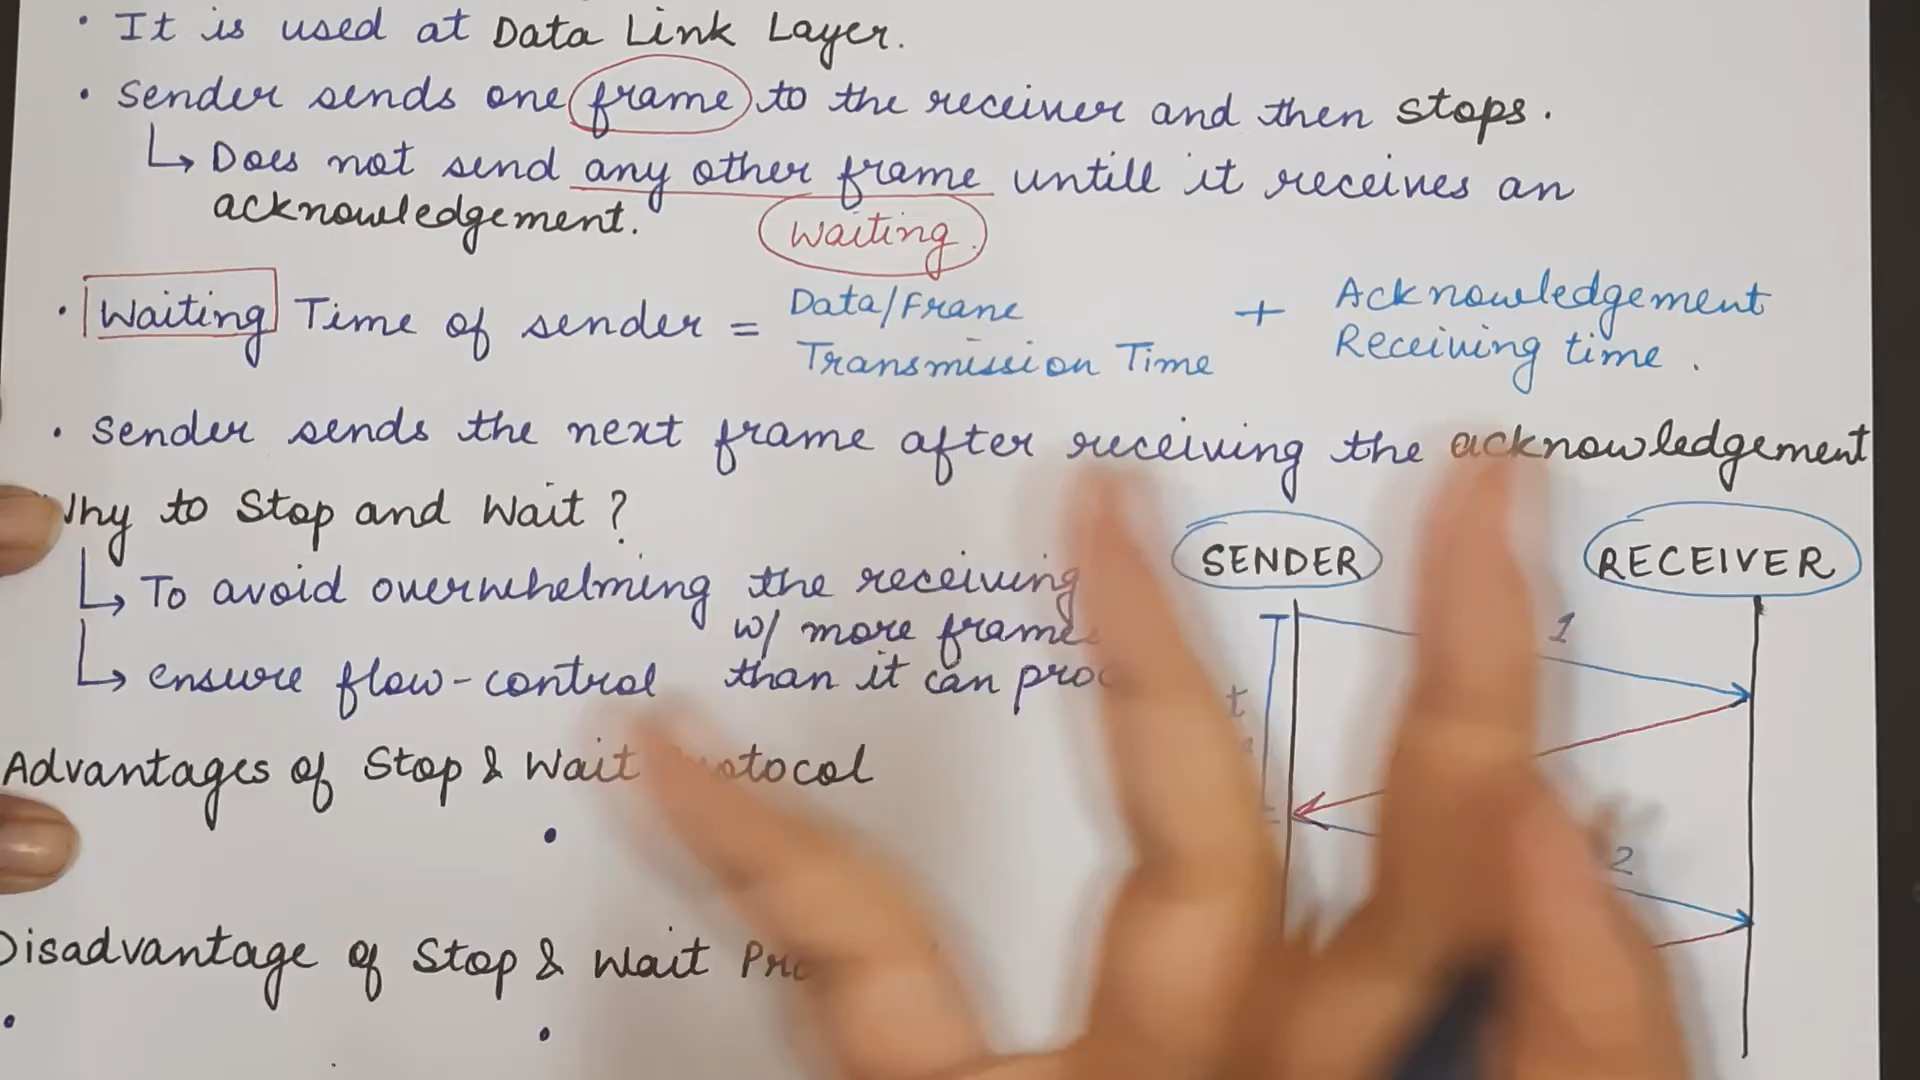 • It is used at Data Link Layer.
• Sender sends one frame to the receiver and then stops.
↳ Does not send any other frame untill it receives an
acknowledgement.
Waiting.
• Waiting Time of sender = Data/Frane Transmission Time + Acknowledgement Receiving time.
• Sender sends the next frame after receiving the acknowledgement
Why to Stop and Wait ?
↳ To avoid overwhelming the receiving
w/ more frame
than it can
↳ ensure flow-control
SENDER
RECEIVER
1
t
2
Advantages of Stop & Wait
•
Disadvantage of Stop & Wait
•
•